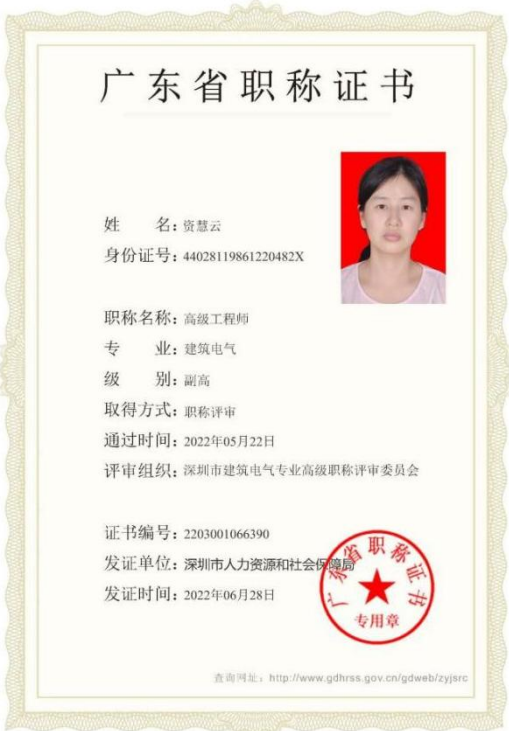 广东省职称证书
姓 名：资慧云
身份证号：44028119861220482X
职称名称：高级工程师
专 业：建筑电气
级 别：副高
取得方式：职称评审
通过时间：2022年05月22日
评审组织：深圳市建筑电气专业高级职称评审委员会
证书编号：2203001066390
发证单位：深圳市人力资源和社会保障局
发证时间：2022年06月28日
广东省职称证书
专用章
查询网址：http://www.gdhrss.gov.cn/gdweb/zyjsrc